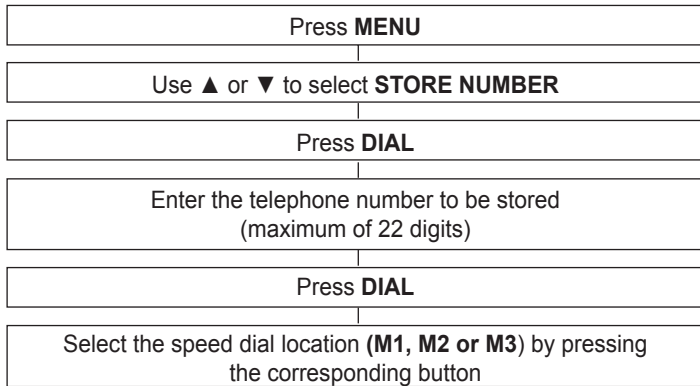 Press MENU
Use ▲ or ▼ to select STORE NUMBER
Press DIAL
Enter the telephone number to be stored
(maximum of 22 digits)
Press DIAL
Select the speed dial location (M1, M2 or M3) by pressing
the corresponding button